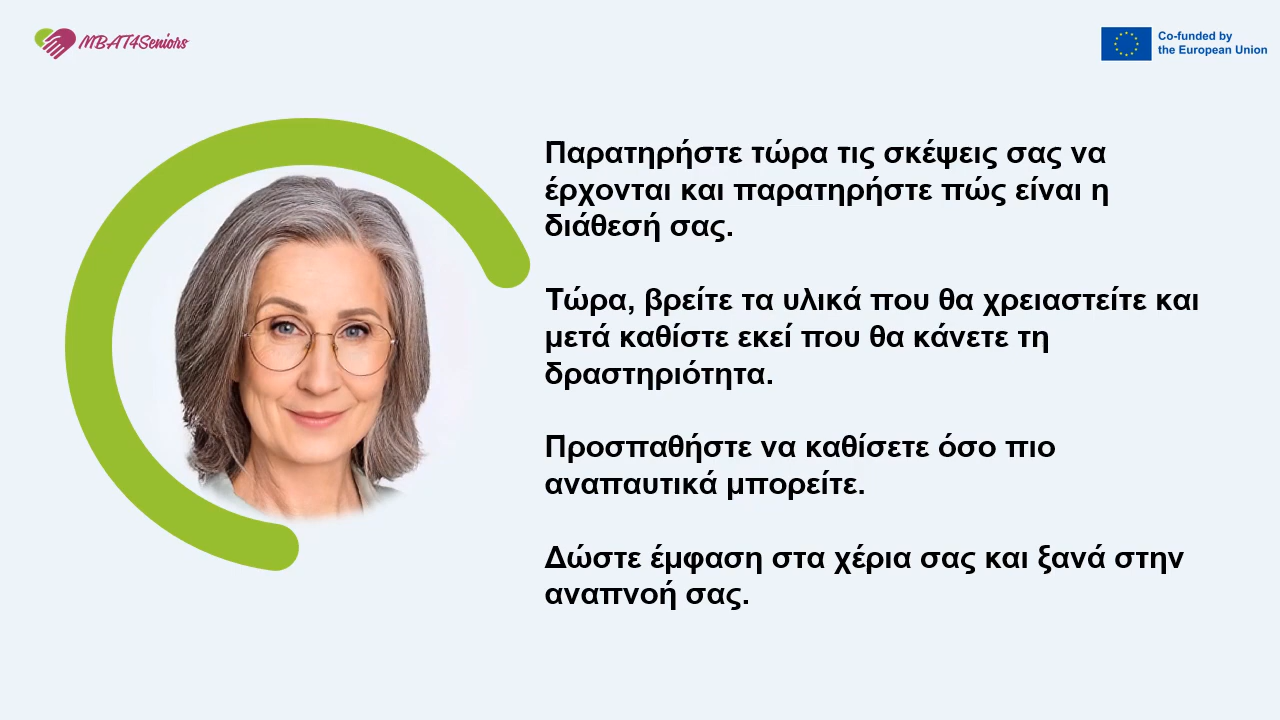 MBAT4Seniors
Co-funded by
the European Union
Παρατηρήστε τώρα τις σκέψεις σας να
έρχονται και παρατηρήστε πώς είναι η
διάθεσή σας.
Τώρα, βρείτε τα υλικά που θα χρειαστείτε και
μετά καθίστε εκεί που θα κάνετε τη
δραστηριότητα.
Προσπαθήστε να καθίσετε όσο πιο
αναπαυτικά μπορείτε.
Δώστε έμφαση στα χέρια σας και ξανά στην
αναπνοή σας.